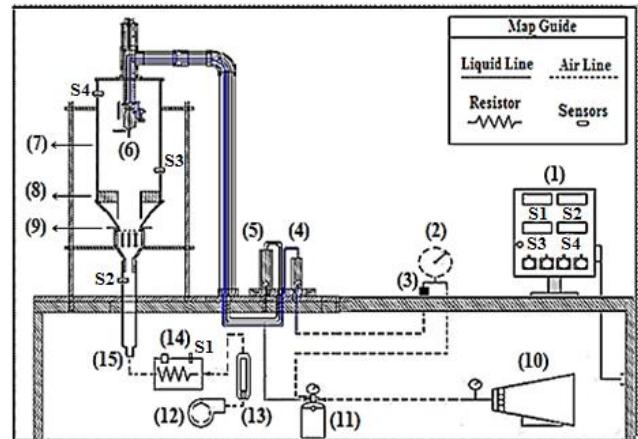 Map Guide
Liquid Line Air Line
Resistor Sensors
S4
(6)
(7)
S3
(8)
(9)
S2
(5) (4)
(2)
(3)
(1)
S1 S2
S3 S4
(15)
(14) S1
(12)
(13)
(11)
(10)